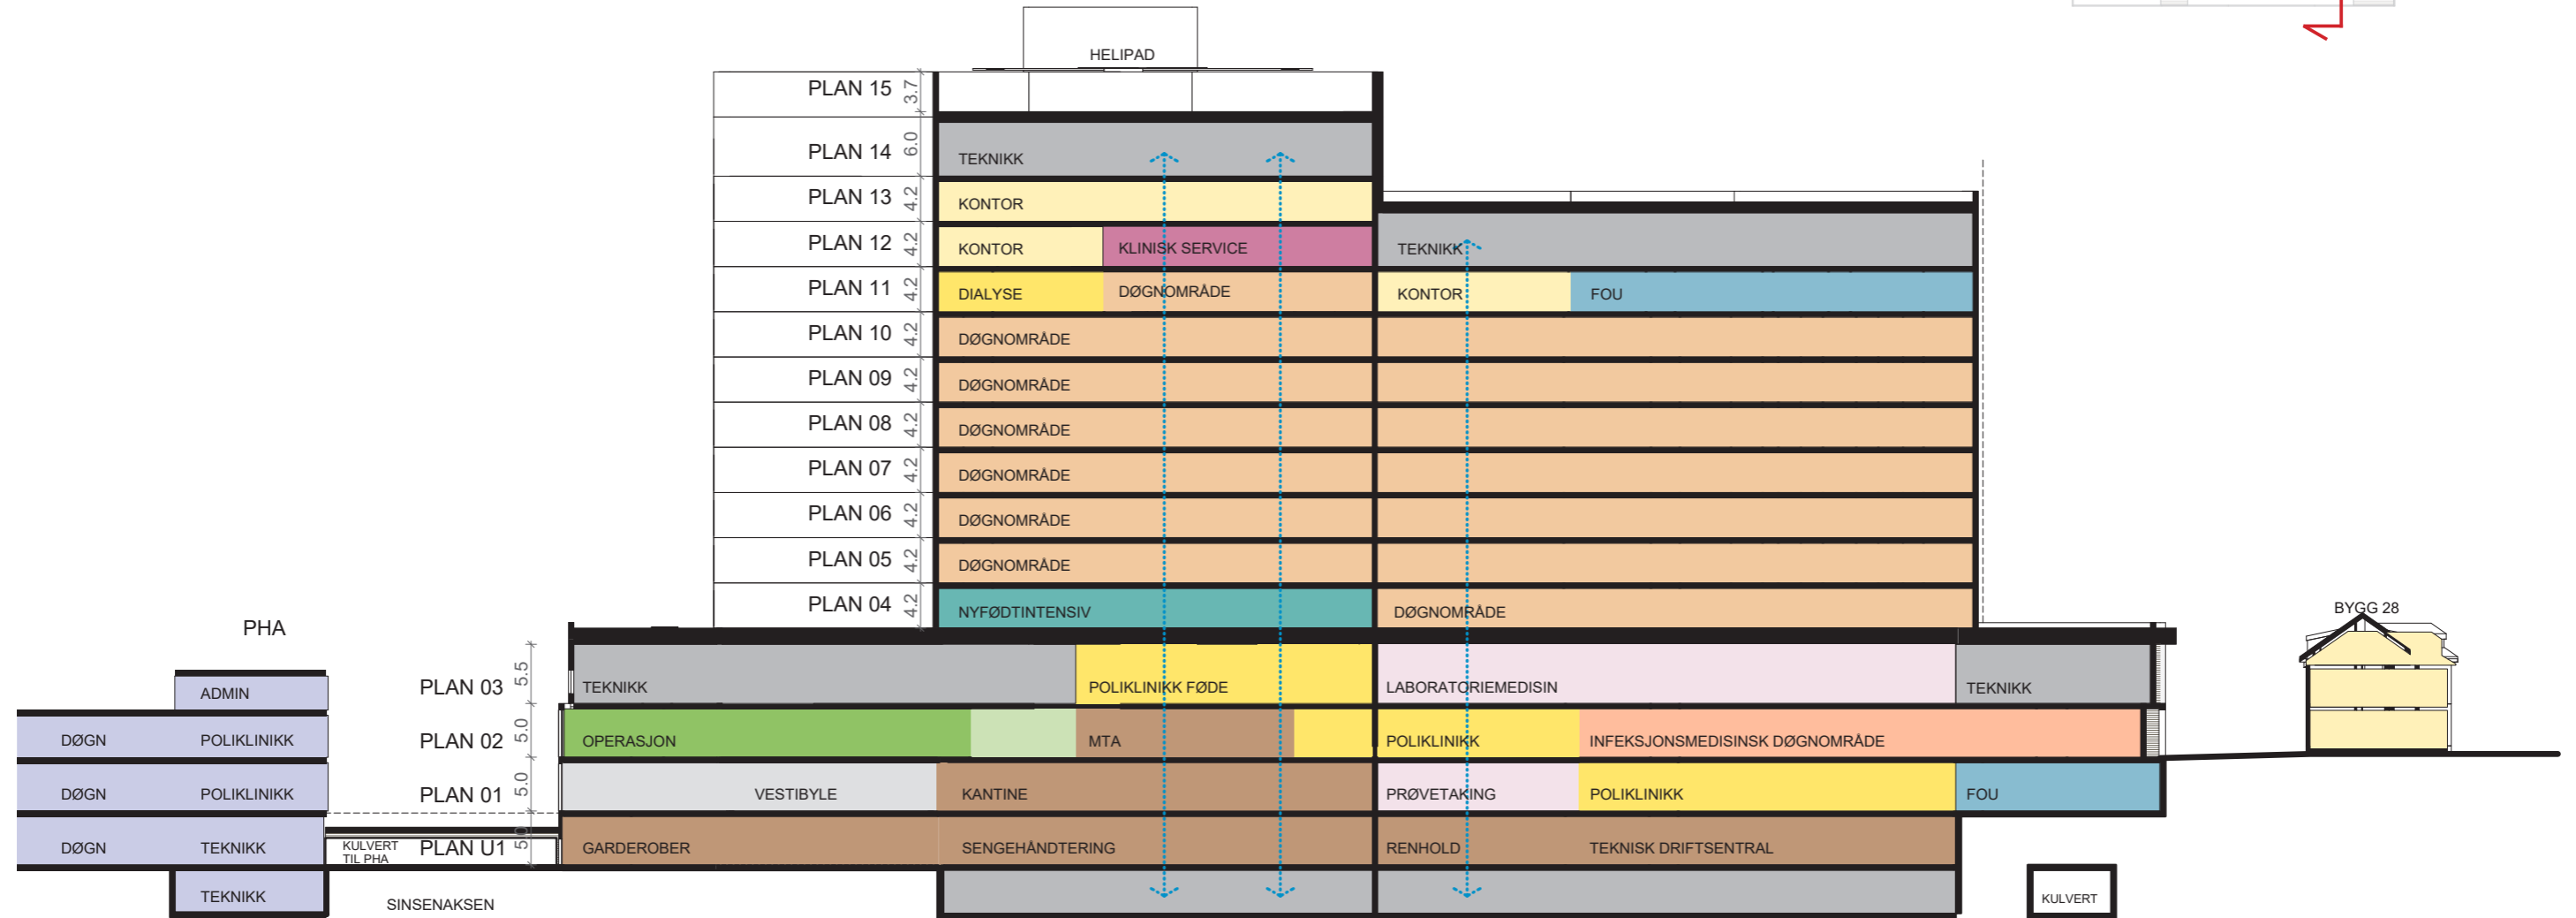 HELIPAD
PLAN 15 3.7
PLAN 14 6.0 TEKNIKK
PLAN 13 4.2 KONTOR
PLAN 12 4.2 KONTOR KLINISK SERVICE TEKNIKK
PLAN 11 4.2 DIALYSE DØGNOMRÅDE KONTOR FOU
PLAN 10 4.2 DØGNOMRÅDE
PLAN 09 4.2 DØGNOMRÅDE
PLAN 08 4.2 DØGNOMRÅDE
PLAN 07 4.2 DØGNOMRÅDE
PLAN 06 4.2 DØGNOMRÅDE
PLAN 05 4.2 DØGNOMRÅDE
PLAN 04 4.2 NYFØDTINTENSIV DØGNOMRÅDE
PHA BYGG 28
ADMIN PLAN 03 5.5 TEKNIKK POLIKLINIKK FØDE LABORATORIEMEDISIN TEKNIKK
DØGN POLIKLINIKK PLAN 02 5.0 OPERASJON MTA POLIKLINIKK INFEKSJONSMEDISINSK DØGNOMRÅDE
DØGN POLIKLINIKK PLAN 01 5.0 VESTIBYLE KANTINE PRØVETAKING POLIKLINIKK FOU
DØGN TEKNIKK KULVERT PLAN U1 5.0 GARDEROBER SENGEHÅNDTERING RENHOLD TEKNISK DRIFTSENTRAL
TIL PHA
TEKNIKK SINSENAKSEN KULVERT